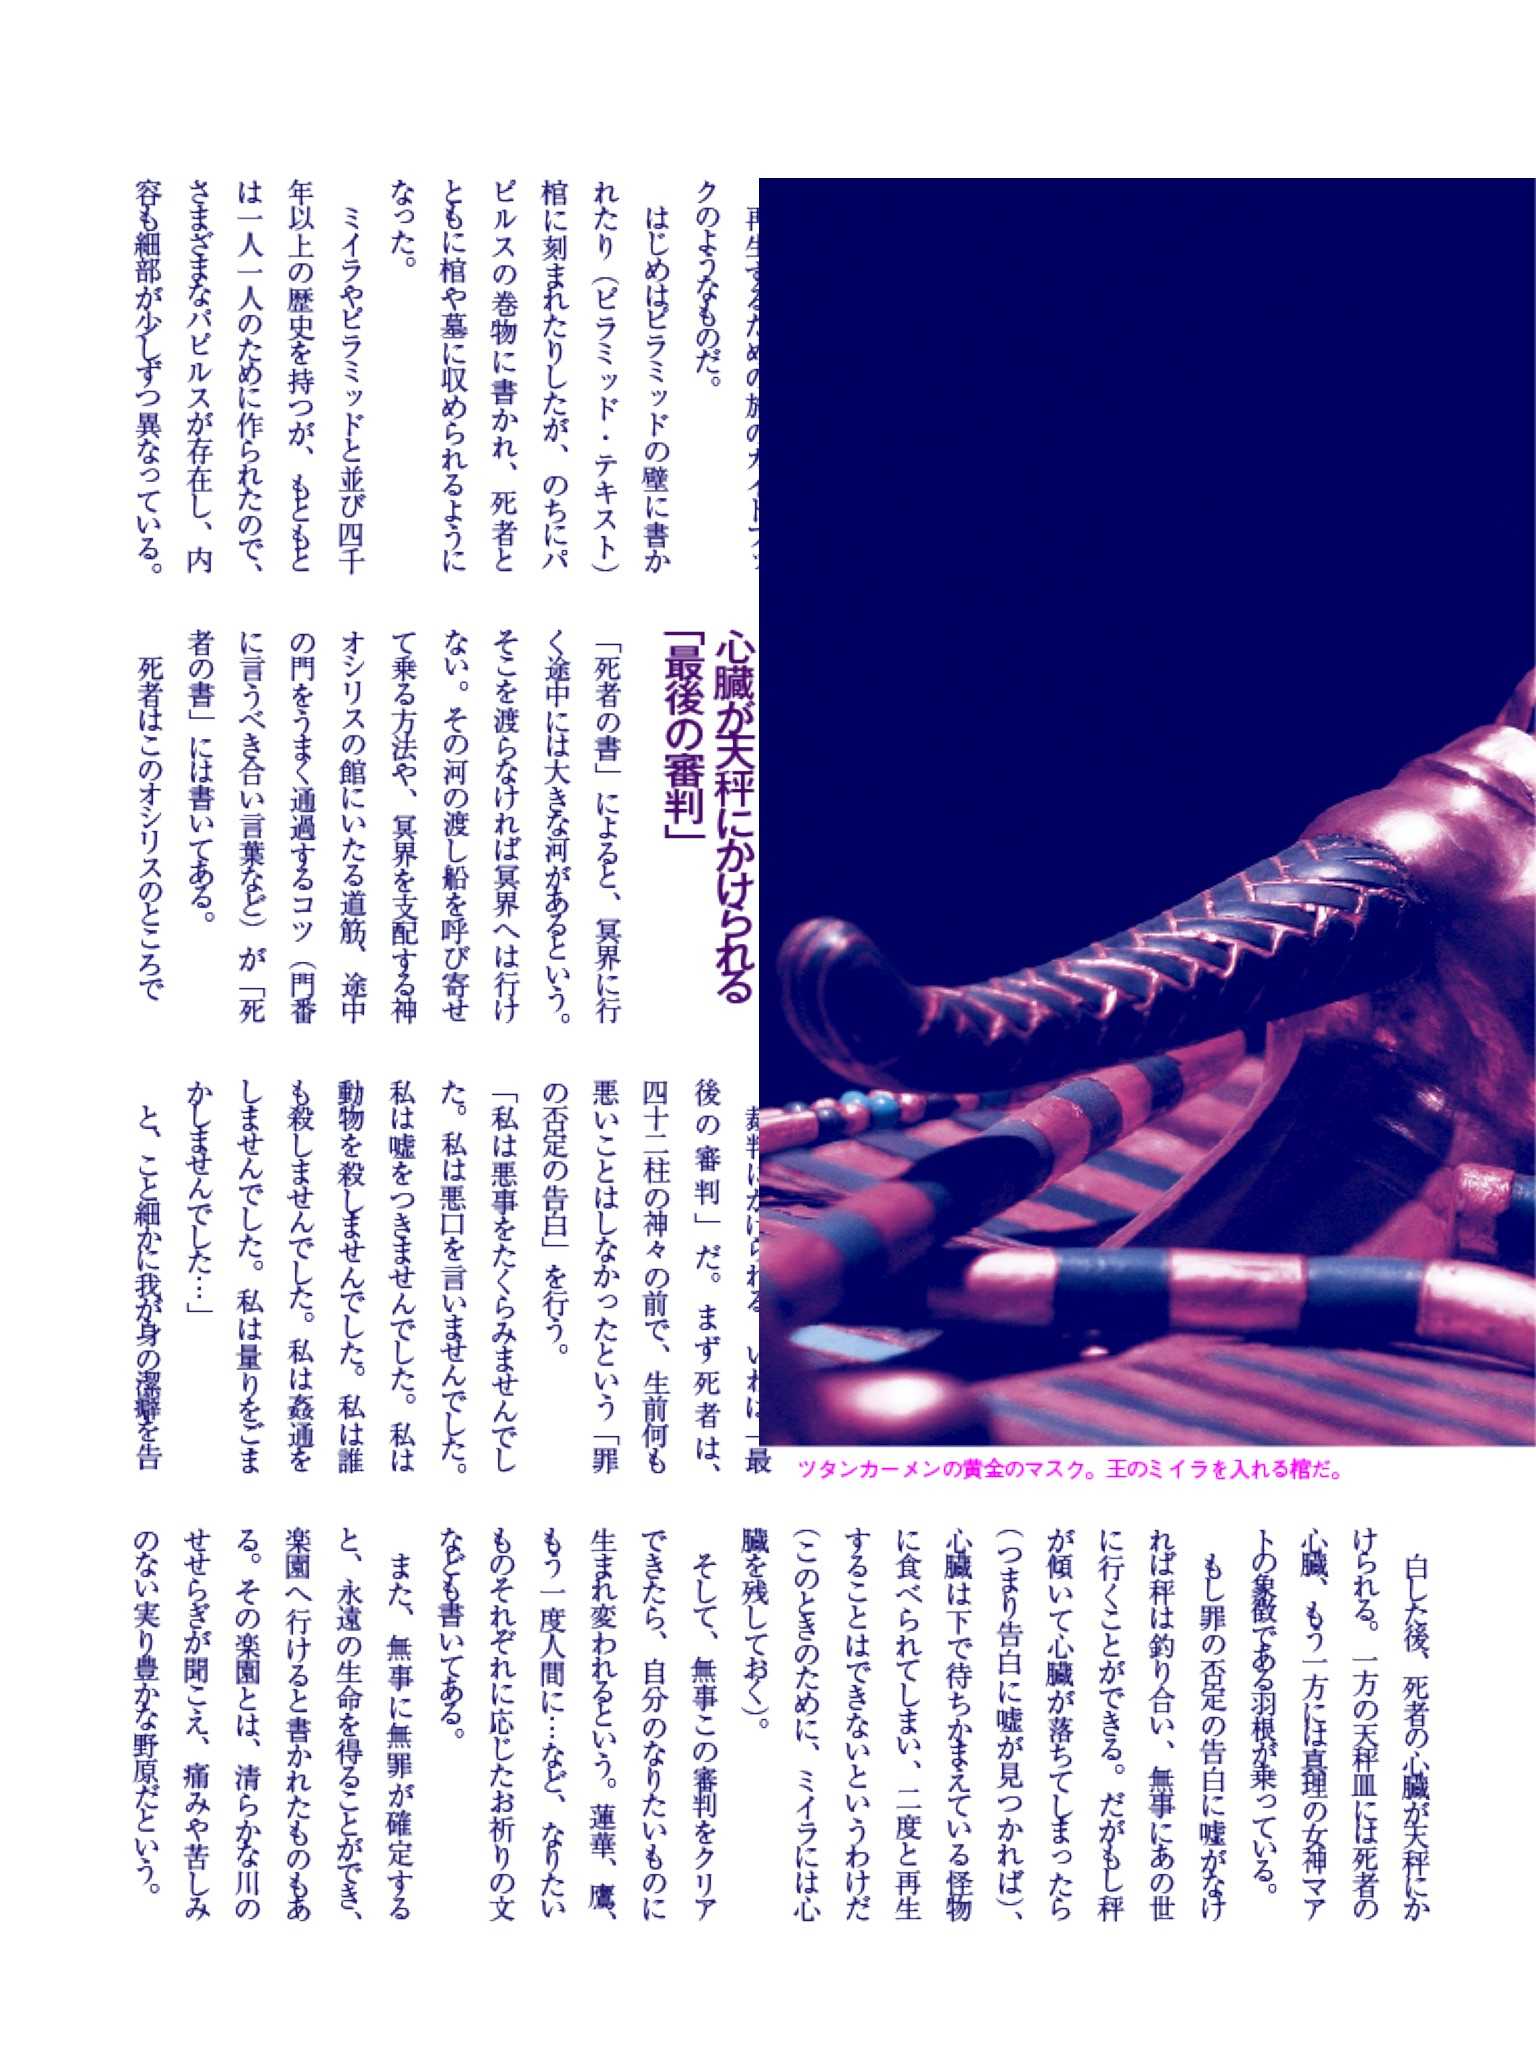 再生するための旅のガイドブッ
クのようなものだ。
はじめはピラミッドの壁に書か
れたり（ピラミッド・テキスト）
棺に刻まれたりしたが、のちにパ
ピルスの巻物に書かれ、死者と
ともに棺や墓に収められるように
なった。
ミイラやピラミッドと並び四千
年以上の歴史を持つが、もともと
は一人一人のために作られたので、
さまざまなパピルスが存在し、内
容も細部が少しずつ異なっている。
心臓が天秤にかけられる
「最後の審判」
「死者の書」によると、冥界に行
く途中には大きな河があるという。
そこを渡らなければ冥界へは行け
ない。その河の渡し船を呼び寄せ
て乗る方法や、冥界を支配する神
オシリスの館にいたる道筋、途中
の門をうまく通過するコツ（門番
に言うべき合い言葉など）が「死
者の書」には書いてある。
死者はこのオシリスのところで
裁判にかけられる。いわば「最
後の審判」だ。まず死者は、
四十二柱の神々の前で、生前何も
悪いことはしなかったという「罪
の否定の告白」を行う。
「私は悪事をたくらみませんでし
た。私は悪口を言いませんでした。
私は嘘をつきませんでした。私は
動物を殺しませんでした。私は誰
も殺しませんでした。私は姦通を
しませんでした。私は量りをごま
かしませんでした…」
と、こと細かに我が身の潔癖を告
ツタンカーメンの黄金のマスク。王のミイラを入れる棺だ。
白した後、死者の心臓が天秤にか
けられる。一方の天秤皿には死者の
心臓、もう一方には真理の女神マア
トの象徴である羽根が乗っている。
もし罪の否定の告白に嘘がなけ
れば秤は釣り合い、無事にあの世
に行くことができる。だがもし秤
が傾いて心臓が落ちてしまったら
（つまり告白に嘘が見つかれば）、
心臓は下で待ちかまえている怪物
に食べられてしまい、二度と再生
することはできないというわけだ
（このときのために、ミイラには心
臓を残しておく）。
そして、無事この審判をクリア
できたら、自分のなりたいものに
生まれ変われるという。蓮華、鷹、
もう一度人間に…など、なりたい
ものそれぞれに応じたお祈りの文
なども書いてある。
また、無事に無罪が確定する
と、永遠の生命を得ることができ、
楽園へ行けると書かれたものもあ
る。その楽園とは、清らかな川の
せせらぎが聞こえ、痛みや苦しみ
のない実り豊かな野原だという。